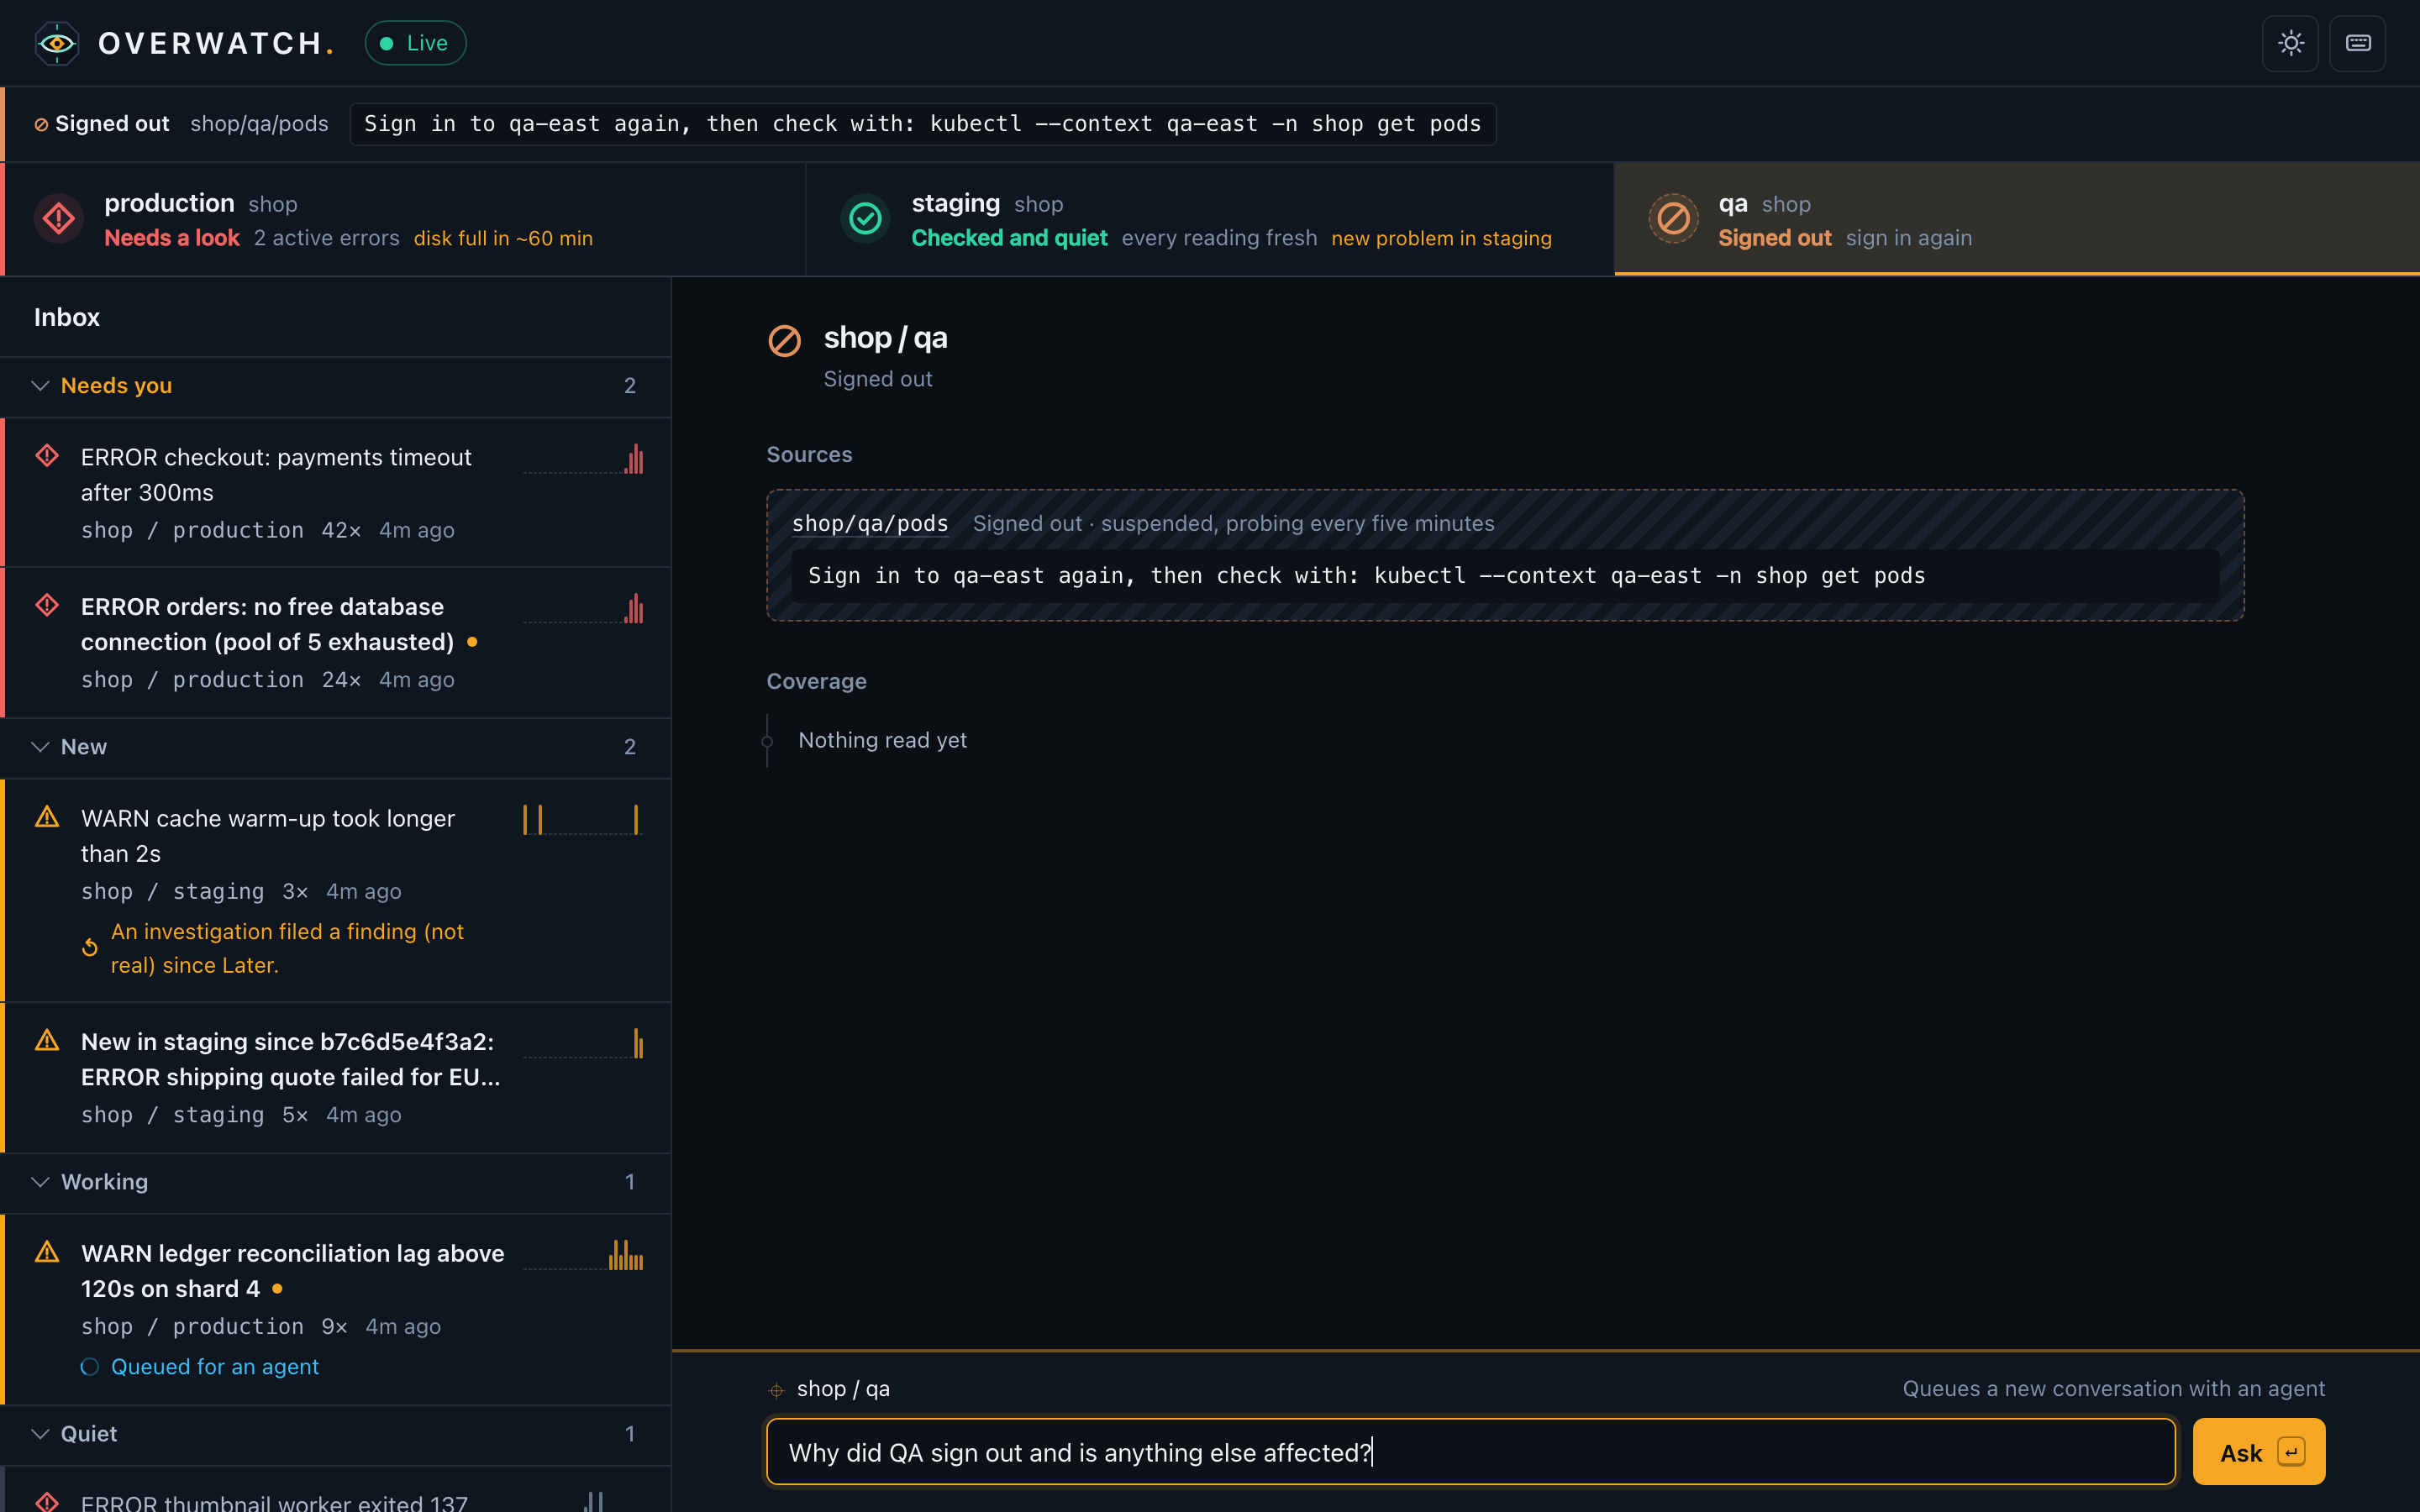 OVERWATCH.
Live
Signed out shop/qa/pods Sign in to qa-east again, then check with: kubectl --context qa-east -n shop get pods
production shop
Needs a look 2 active errors disk full in ~60 min
staging shop
Checked and quiet every reading fresh new problem in staging
qa shop
Signed out sign in again
Inbox
Needs you 2
ERROR checkout: payments timeout
after 300ms
shop / production 42× 4m ago
ERROR orders: no free database
connection (pool of 5 exhausted)
shop / production 24× 4m ago
New 2
WARN cache warm-up took longer
than 2s
shop / staging 3× 4m ago
An investigation filed a finding (not
real) since Later.
New in staging since b7c6d5e4f3a2:
ERROR shipping quote failed for EU...
shop / staging 5× 4m ago
Working 1
WARN ledger reconciliation lag above
120s on shard 4
shop / production 9× 4m ago
Queued for an agent
Quiet 1
ERROR thumbnail worker exited 137
shop / qa
Signed out
Sources
shop/qa/pods Signed out · suspended, probing every five minutes
Sign in to qa-east again, then check with: kubectl --context qa-east -n shop get pods
Coverage
Nothing read yet
shop / qa
Queues a new conversation with an agent
Why did QA sign out and is anything else affected?
Ask